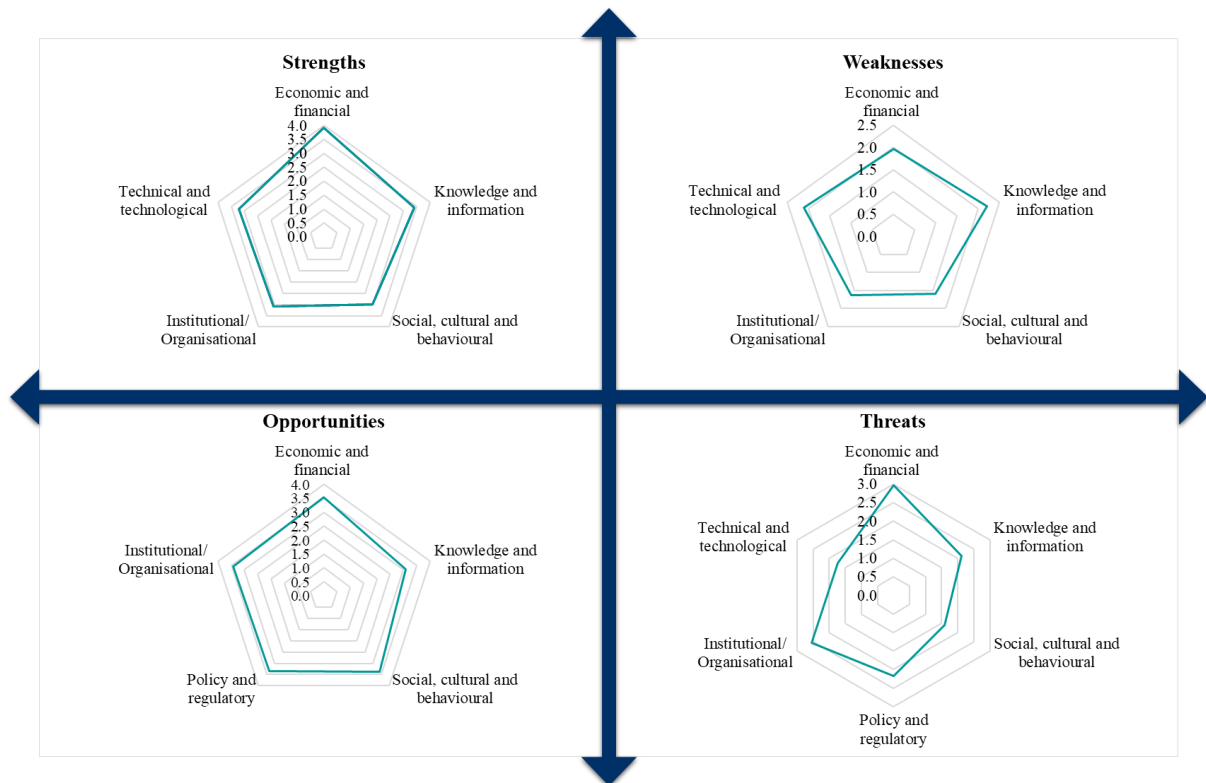 Strengths
Economic and
financial
4.0
3.5
3.0
2.5
2.0
1.5
1.0
0.5
0.0
Technical and
technological
Knowledge and
information
Institutional/
Organisational
Social, cultural and
behavioural
Weaknesses
Economic and
financial
2.5
2.0
1.5
1.0
0.5
0.0
Technical and
technological
Knowledge and
information
Institutional/
Organisational
Social, cultural and
behavioural
Opportunities
Economic and
financial
4.0
3.5
3.0
2.5
2.0
1.5
1.0
0.5
0.0
Institutional/
Organisational
Knowledge and
information
Policy and
regulatory
Social, cultural and
behavioural
Threats
Economic and
financial
3.0
2.5
2.0
1.5
1.0
0.5
0.0
Technical and
technological
Knowledge and
information
Institutional/
Organisational
Social, cultural and
behavioural
Policy and
regulatory